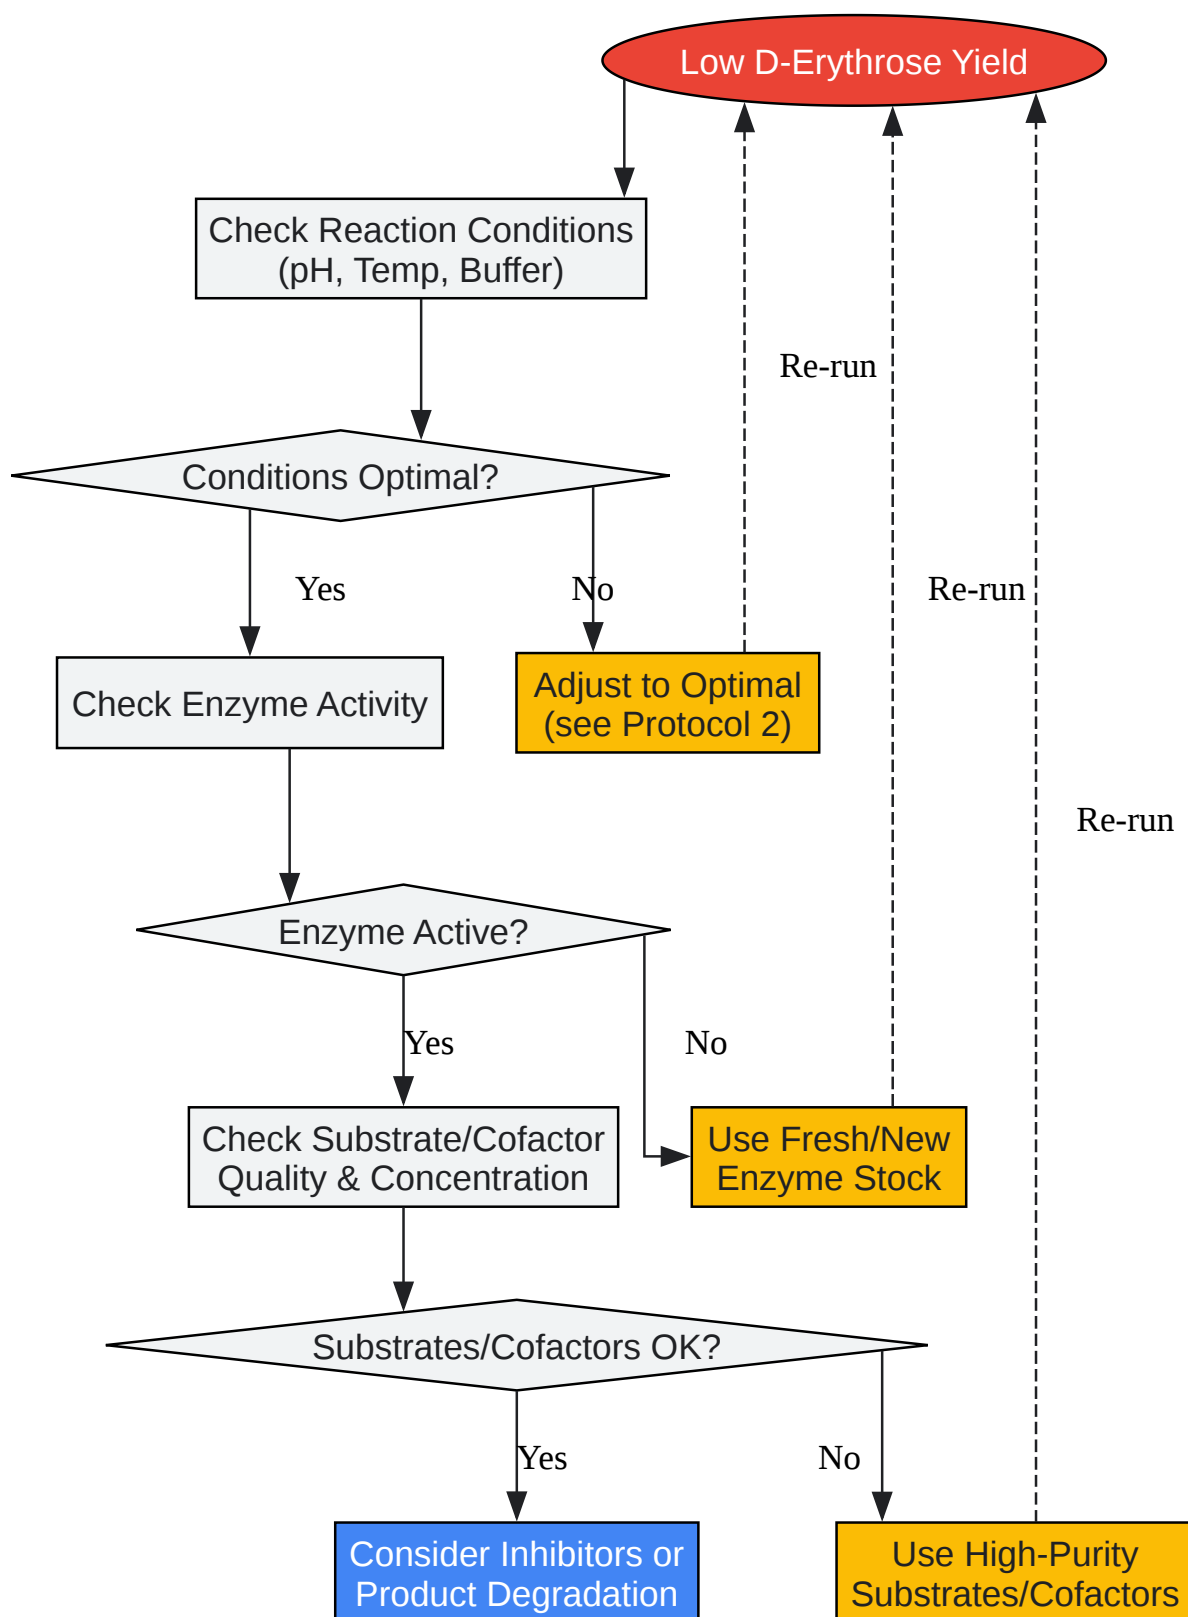 Low D-Erythrose Yield
Check Reaction Conditions
(pH, Temp, Buffer)
Re-run
Conditions Optimal?
Yes
No
Re-run
Check Enzyme Activity
Adjust to Optimal
(see Protocol 2)
Re-run
Enzyme Active?
Yes
No
Check Substrate/Cofactor
Quality & Concentration
Use Fresh/New
Enzyme Stock
Substrates/Cofactors OK?
Yes
No
Consider Inhibitors or
Product Degradation
Use High-Purity
Substrates/Cofactors